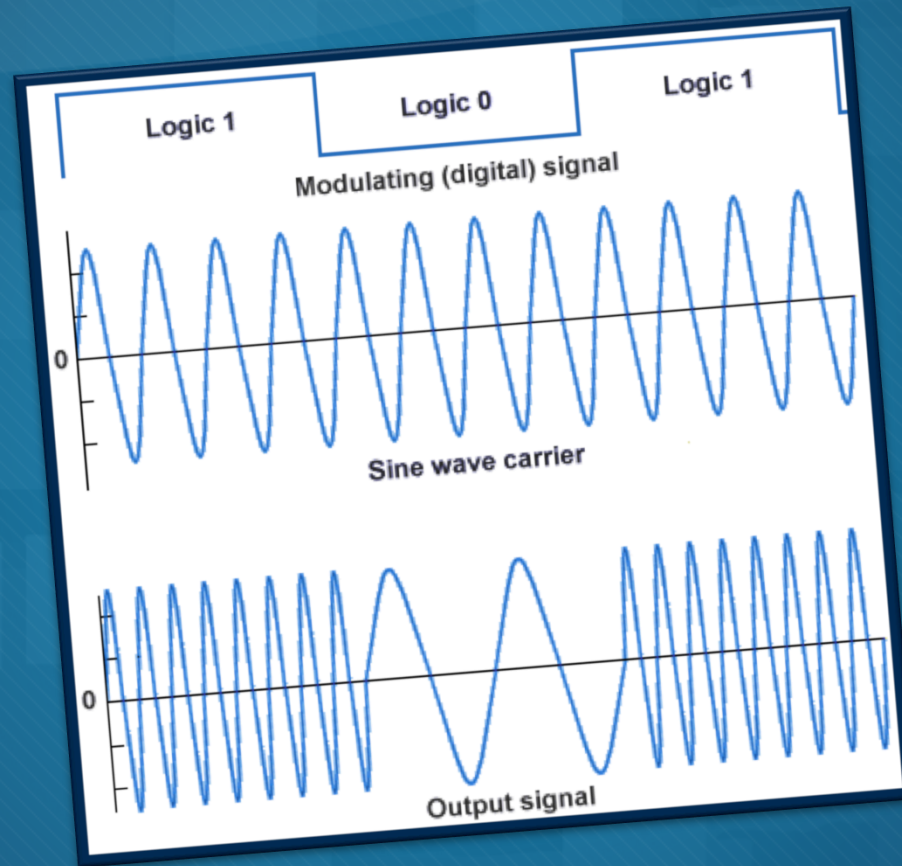 Logic 1
Logic 0
Logic 1
Modulating (digital) signal
0
Sine wave carrier
0
Output signal